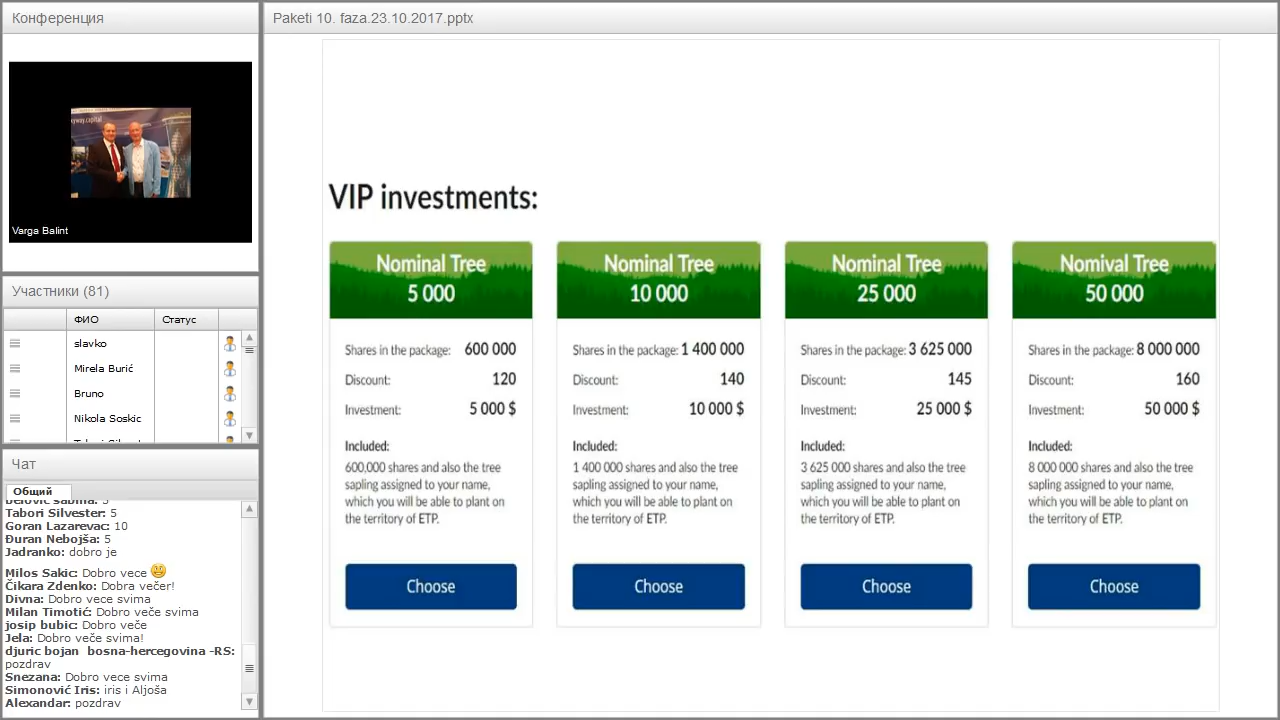 Конференция
Varga Balint
Участники (81)
ФИО Статус
slavko
Mirela Burić
Bruno
Nikola Soskic
Чат
Общий
Tabori Silvester: 5
Goran Lazarevac: 10
Đuran Nebojša: 5
Jadranko: dobro je
Milos Sakic: Dobro vece
Čikara Zdenko: Dobra večer!
Divna: Dobro vece svima
Milan Timotić: Dobro veče svima
josip bubic: Dobro veče
Jela: Dobro veče svima!
djuric bojan bosna-hercegovina -RS:
pozdrav
Snezana: Dobro vece svima
Simonović Iris: iris i Aljoša
Alexandar: pozdrav
Paketi 10. faza.23.10.2017.pptx
VIP investments:
Nominal Tree
5 000
Shares in the package: 600 000
Discount: 120
Investment: 5 000 $
Included:
600,000 shares and also the tree
sapling assigned to your name,
which you will be able to plant on
the territory of ETP.
Choose
Nominal Tree
10 000
Shares in the package: 1 400 000
Discount: 140
Investment: 10 000 $
Included:
1 400 000 shares and also the tree
sapling assigned to your name,
which you will be able to plant on
the territory of ETP.
Choose
Nominal Tree
25 000
Shares in the package: 3 625 000
Discount: 145
Investment: 25 000 $
Included:
3 625 000 shares and also the tree
sapling assigned to your name,
which you will be able to plant on
the territory of ETP.
Choose
Nomival Tree
50 000
Shares in the package: 8 000 000
Discount: 160
Investment: 50 000 $
Included:
8 000 000 shares and also the tree
sapling assigned to your name,
which you will be able to plant on
the territory of ETP.
Choose